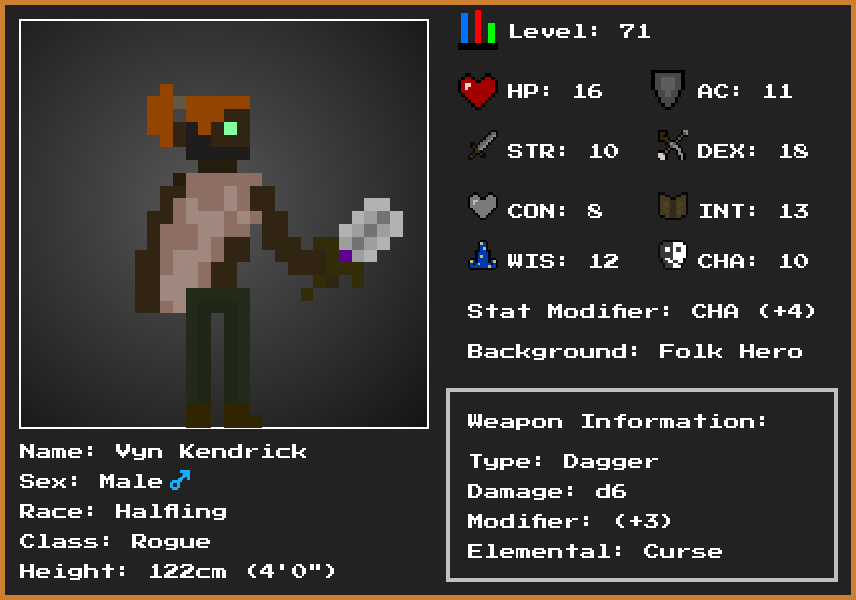 Level: 71
HP: 16
AC: 11
STR: 10
DEX: 18
CON: 8
INT: 13
WIS: 12
CHA: 10
Stat Modifier: CHA (+4)
Background: Folk Hero
Weapon Information:
Type: Dagger
Damage: d6
Modifier: (+3)
Elemental: Curse
Name: Vyn Kendrick
Sex: Male ♂
Race: Halfling
Class: Rogue
Height: 122cm (4'0")